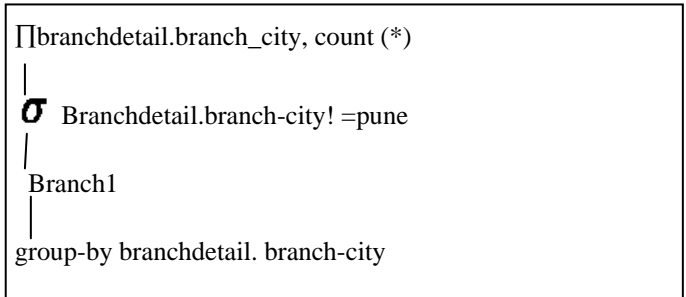 ∏branchdetail.branch_city, count (*)
σ Branchdetail.branch-city! =pune
Branch1
group-by branchdetail. branch-city